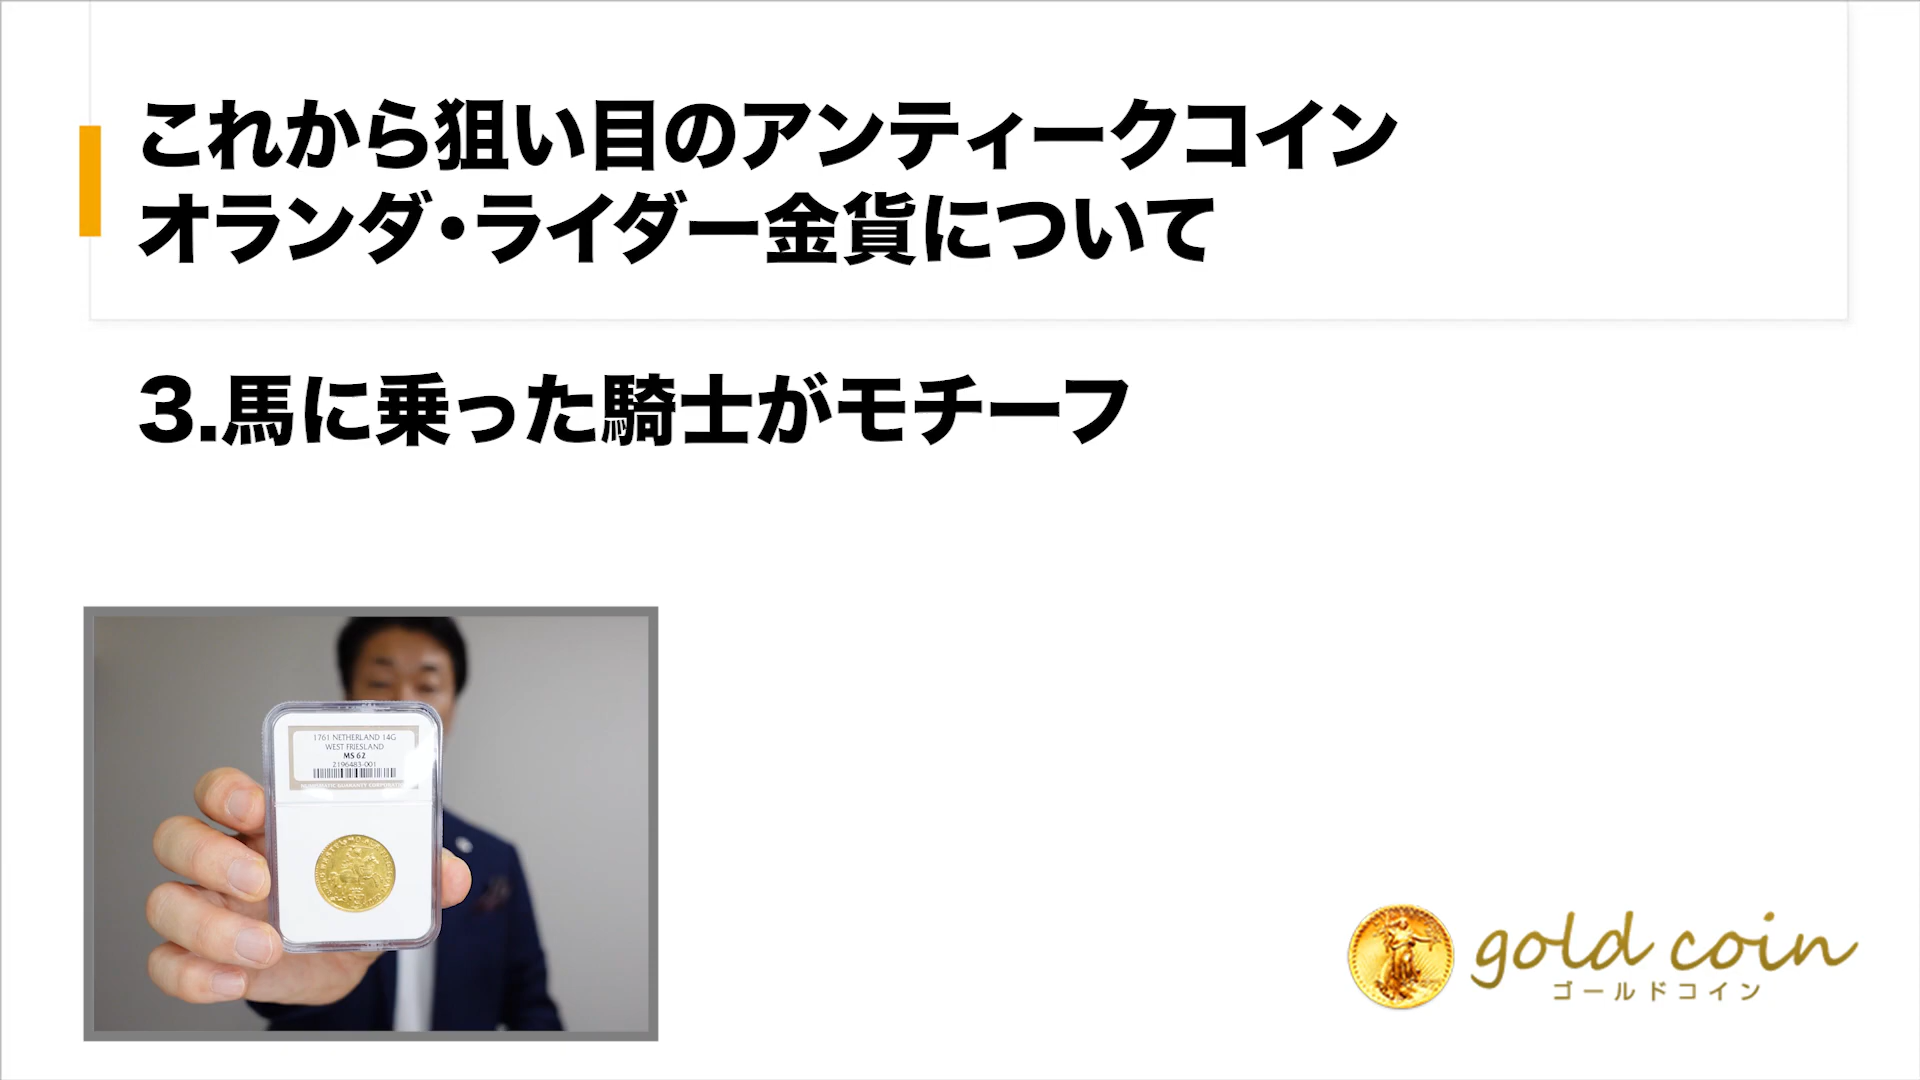 これから狙い目のアンティークコイン
オランダ・ライダー金貨について
3.馬に乗った騎士がモチーフ
1761 NETHERLAND 14G
WEST FRIESLAND
MS 62
2196483-001
gold coin
ゴールドコイン